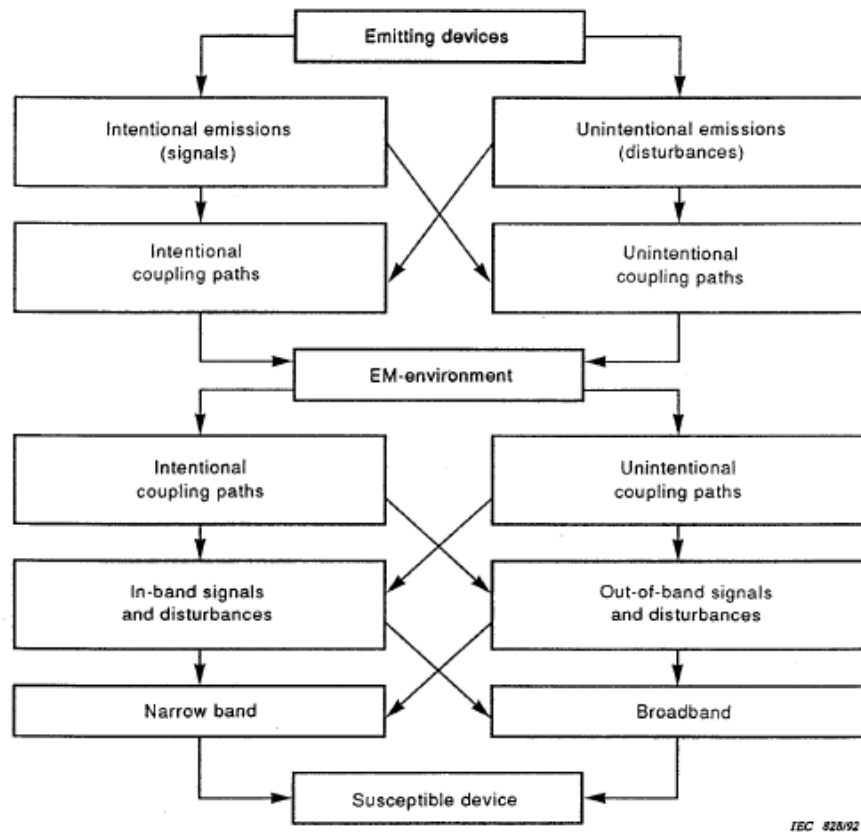 Emitting devices
Intentional emissions
(signals)
Unintentional emissions
(disturbances)
Intentional
coupling paths
Unintentional
coupling paths
EM-environment
Intentional
coupling paths
Unintentional
coupling paths
In-band signals
and disturbances
Out-of-band signals
and disturbances
Narrow band
Broadband
Susceptible device
IEC 828/92